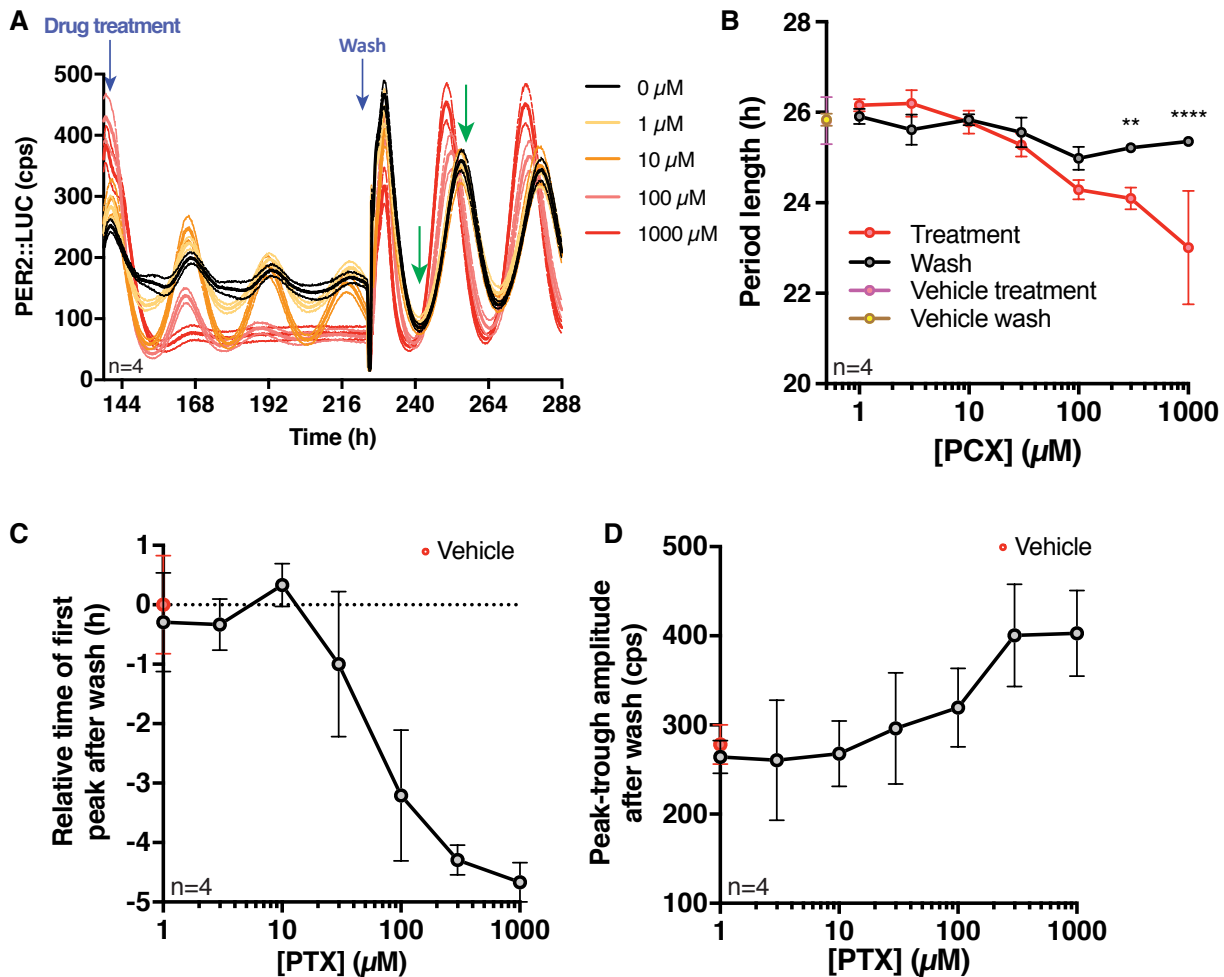 A
Drug treatment
Wash
PER2::LUC (cps)
500
400
300
200
100
0
n=4
144 168 192 216 240 264 288
Time (h)
0 µM
1 µM
10 µM
100 µM
1000 µM
B
Period length (h)
28
26
24
22
20
** ****
Treatment
Wash
Vehicle treatment
Vehicle wash
n=4
1 10 100 1000
[PCX] (µM)
C
Relative time of first
peak after wash (h)
1
0
-1
-2
-3
-4
-5
Vehicle
n=4
1 10 100 1000
[PTX] (µM)
D
Peak-trough amplitude
after wash (cps)
500
400
300
200
100
Vehicle
n=4
1 10 100 1000
[PTX] (µM)